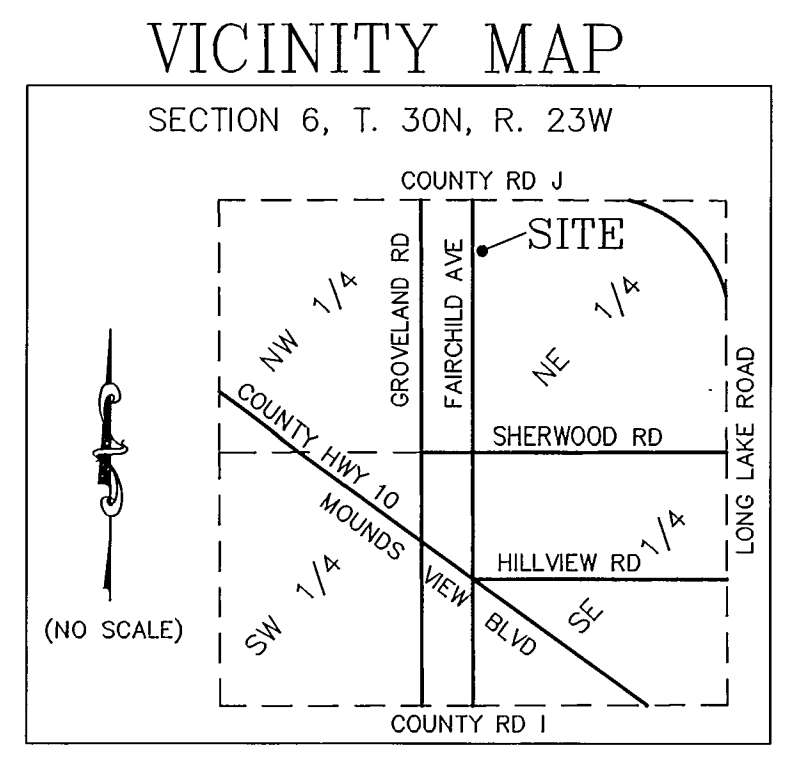 VICINITY MAP
SECTION 6, T. 30N, R. 23W
COUNTY RD J
SITE
GROVELAND RD
FAIRCHILD AVE
NW 1/4
NE 1/4
LONG LAKE ROAD
COUNTY HWY 10
SHERWOOD RD
MOUNDS VIEW BLVD
HILLVIEW RD
SW 1/4
SE 1/4
(NO SCALE)
COUNTY RD I